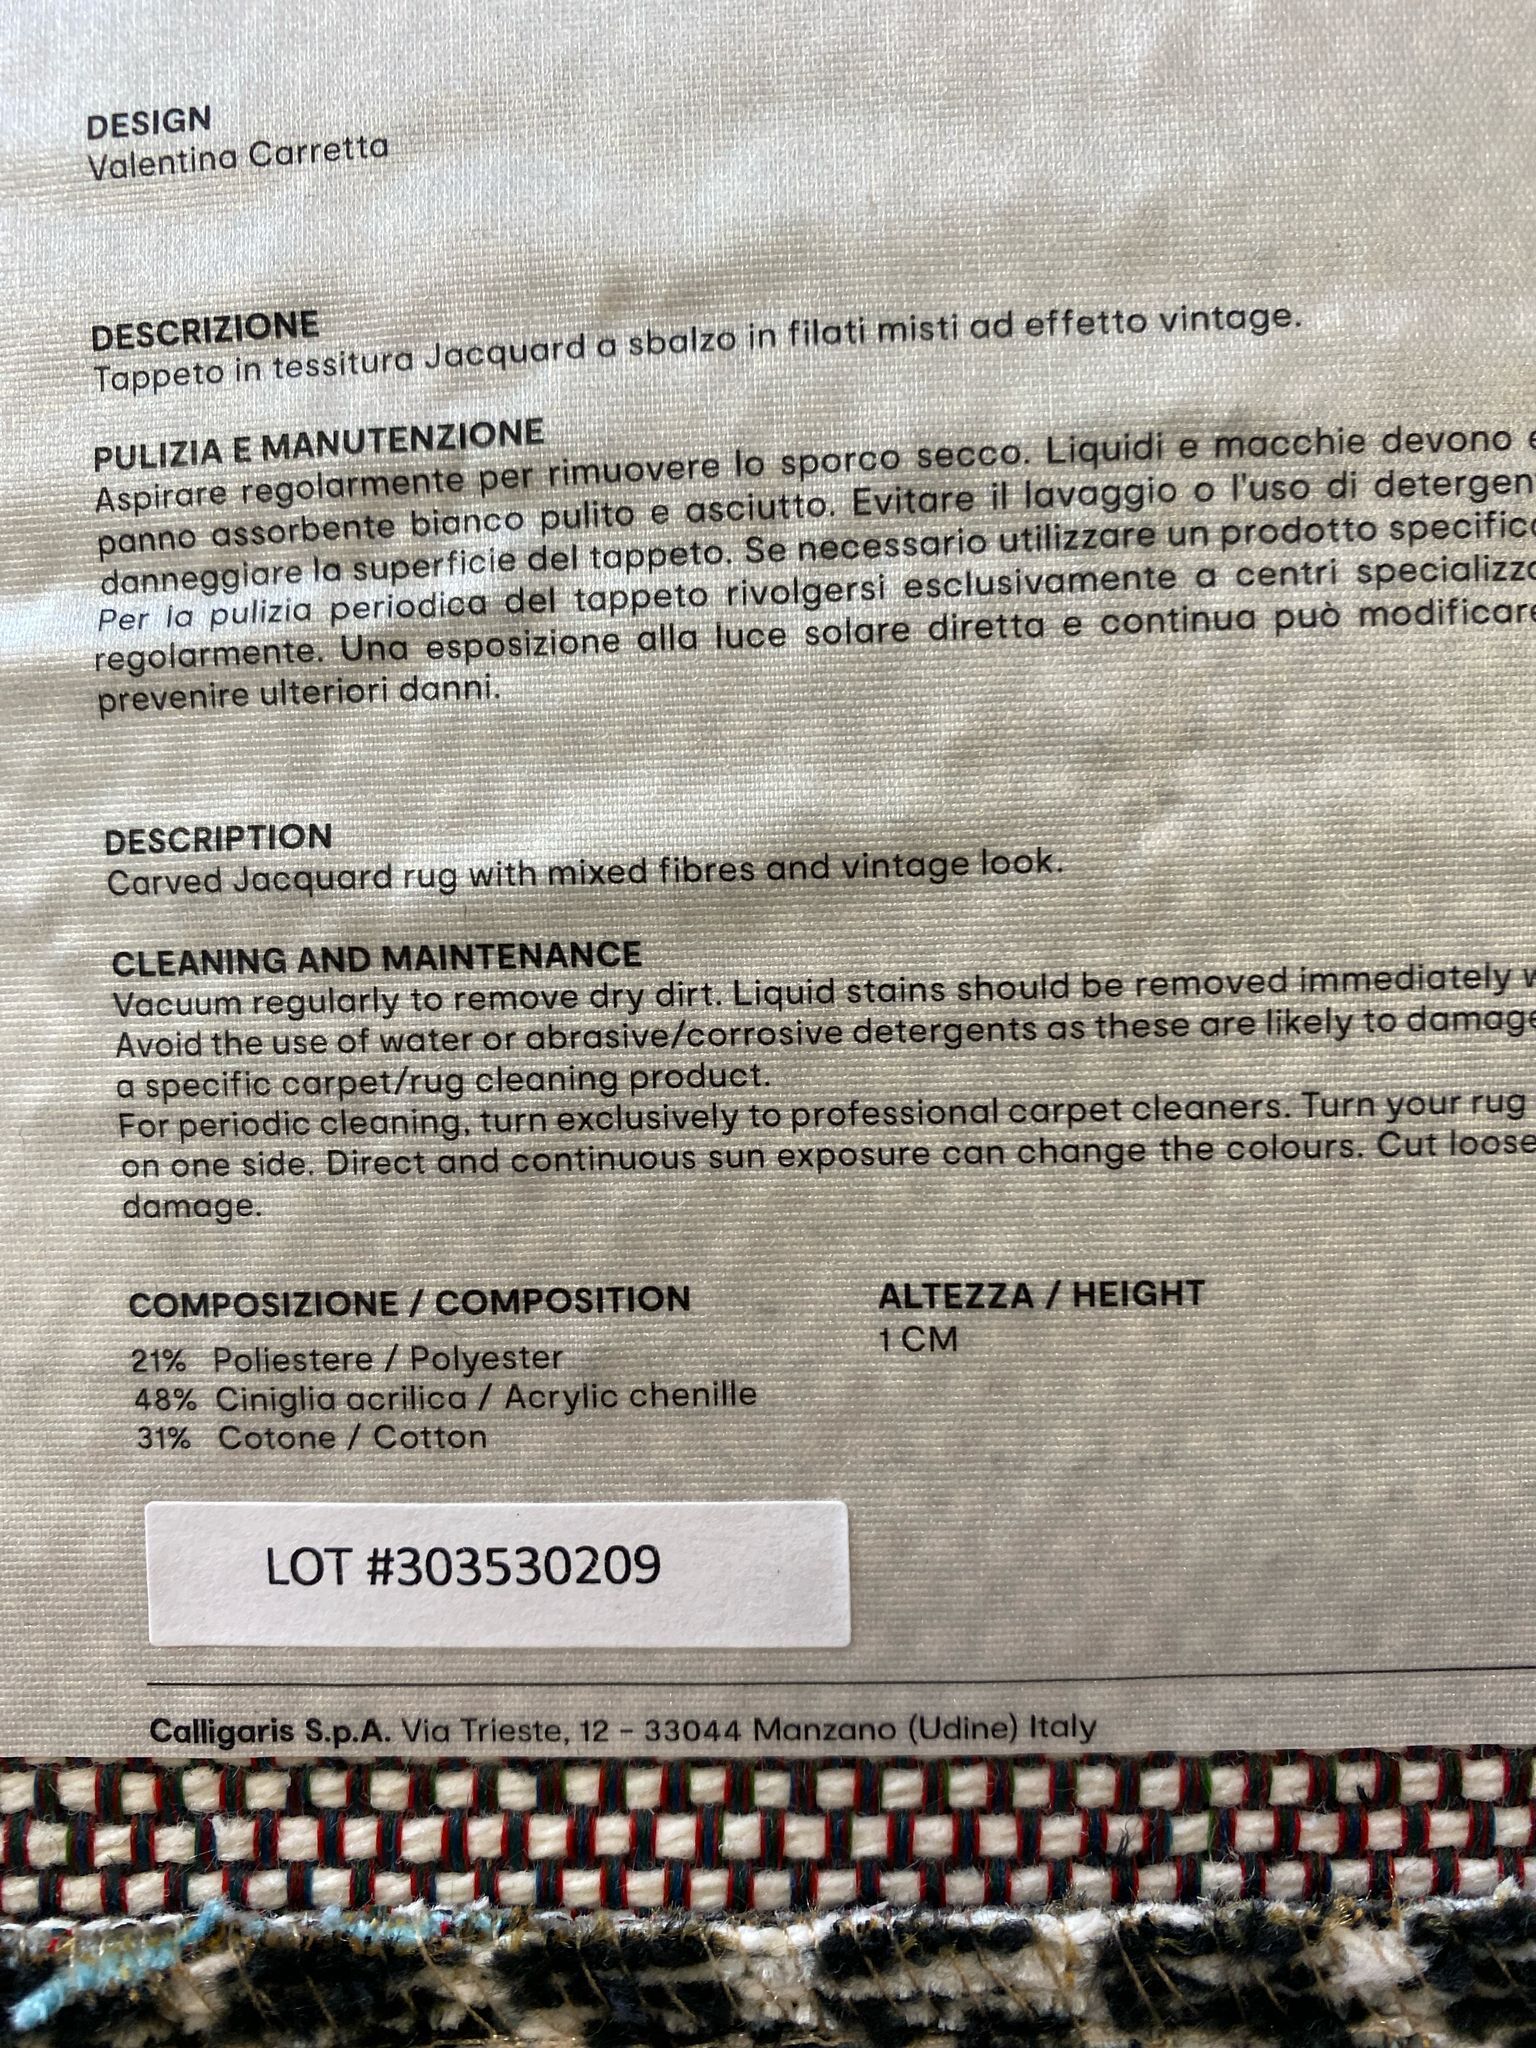 DESIGN
Valentina Carretta
DESCRIZIONE
Tappeto in tessitura Jacquard a sbalzo in filati misti ad effetto vintage.
PULIZIA E MANUTENZIONE
Aspirare regolarmente per rimuovere lo sporco secco. Liquidi e macchie devono
panno assorbente bianco pulito e asciutto. Evitare il lavaggio o l'uso di detergen
danneggiare la superficie del tappeto. Se necessario utilizzare un prodotto specific
Per la pulizia periodica del tappeto rivolgersi esclusivamente a centri specializz
regolarmente. Una esposizione alla luce solare diretta e continua può modificar
prevenire ulteriori danni.
DESCRIPTION
Carved Jacquard rug with mixed fibres and vintage look.
CLEANING AND MAINTENANCE
Vacuum regularly to remove dry dirt. Liquid stains should be removed immediately
Avoid the use of water or abrasive/corrosive detergents as these are likely to damage
a specific carpet/rug cleaning product.
For periodic cleaning, turn exclusively to professional carpet cleaners. Turn your rug
on one side. Direct and continuous sun exposure can change the colours. Cut loose
damage.
COMPOSIZIONE / COMPOSITION
21% Poliestere / Polyester
48% Ciniglia acrilica / Acrylic chenille
31% Cotone / Cotton
ALTEZZA / HEIGHT
1 CM
LOT #303530209
Calligaris S.p.A. Via Trieste, 12 - 33044 Manzano (Udine) Italy